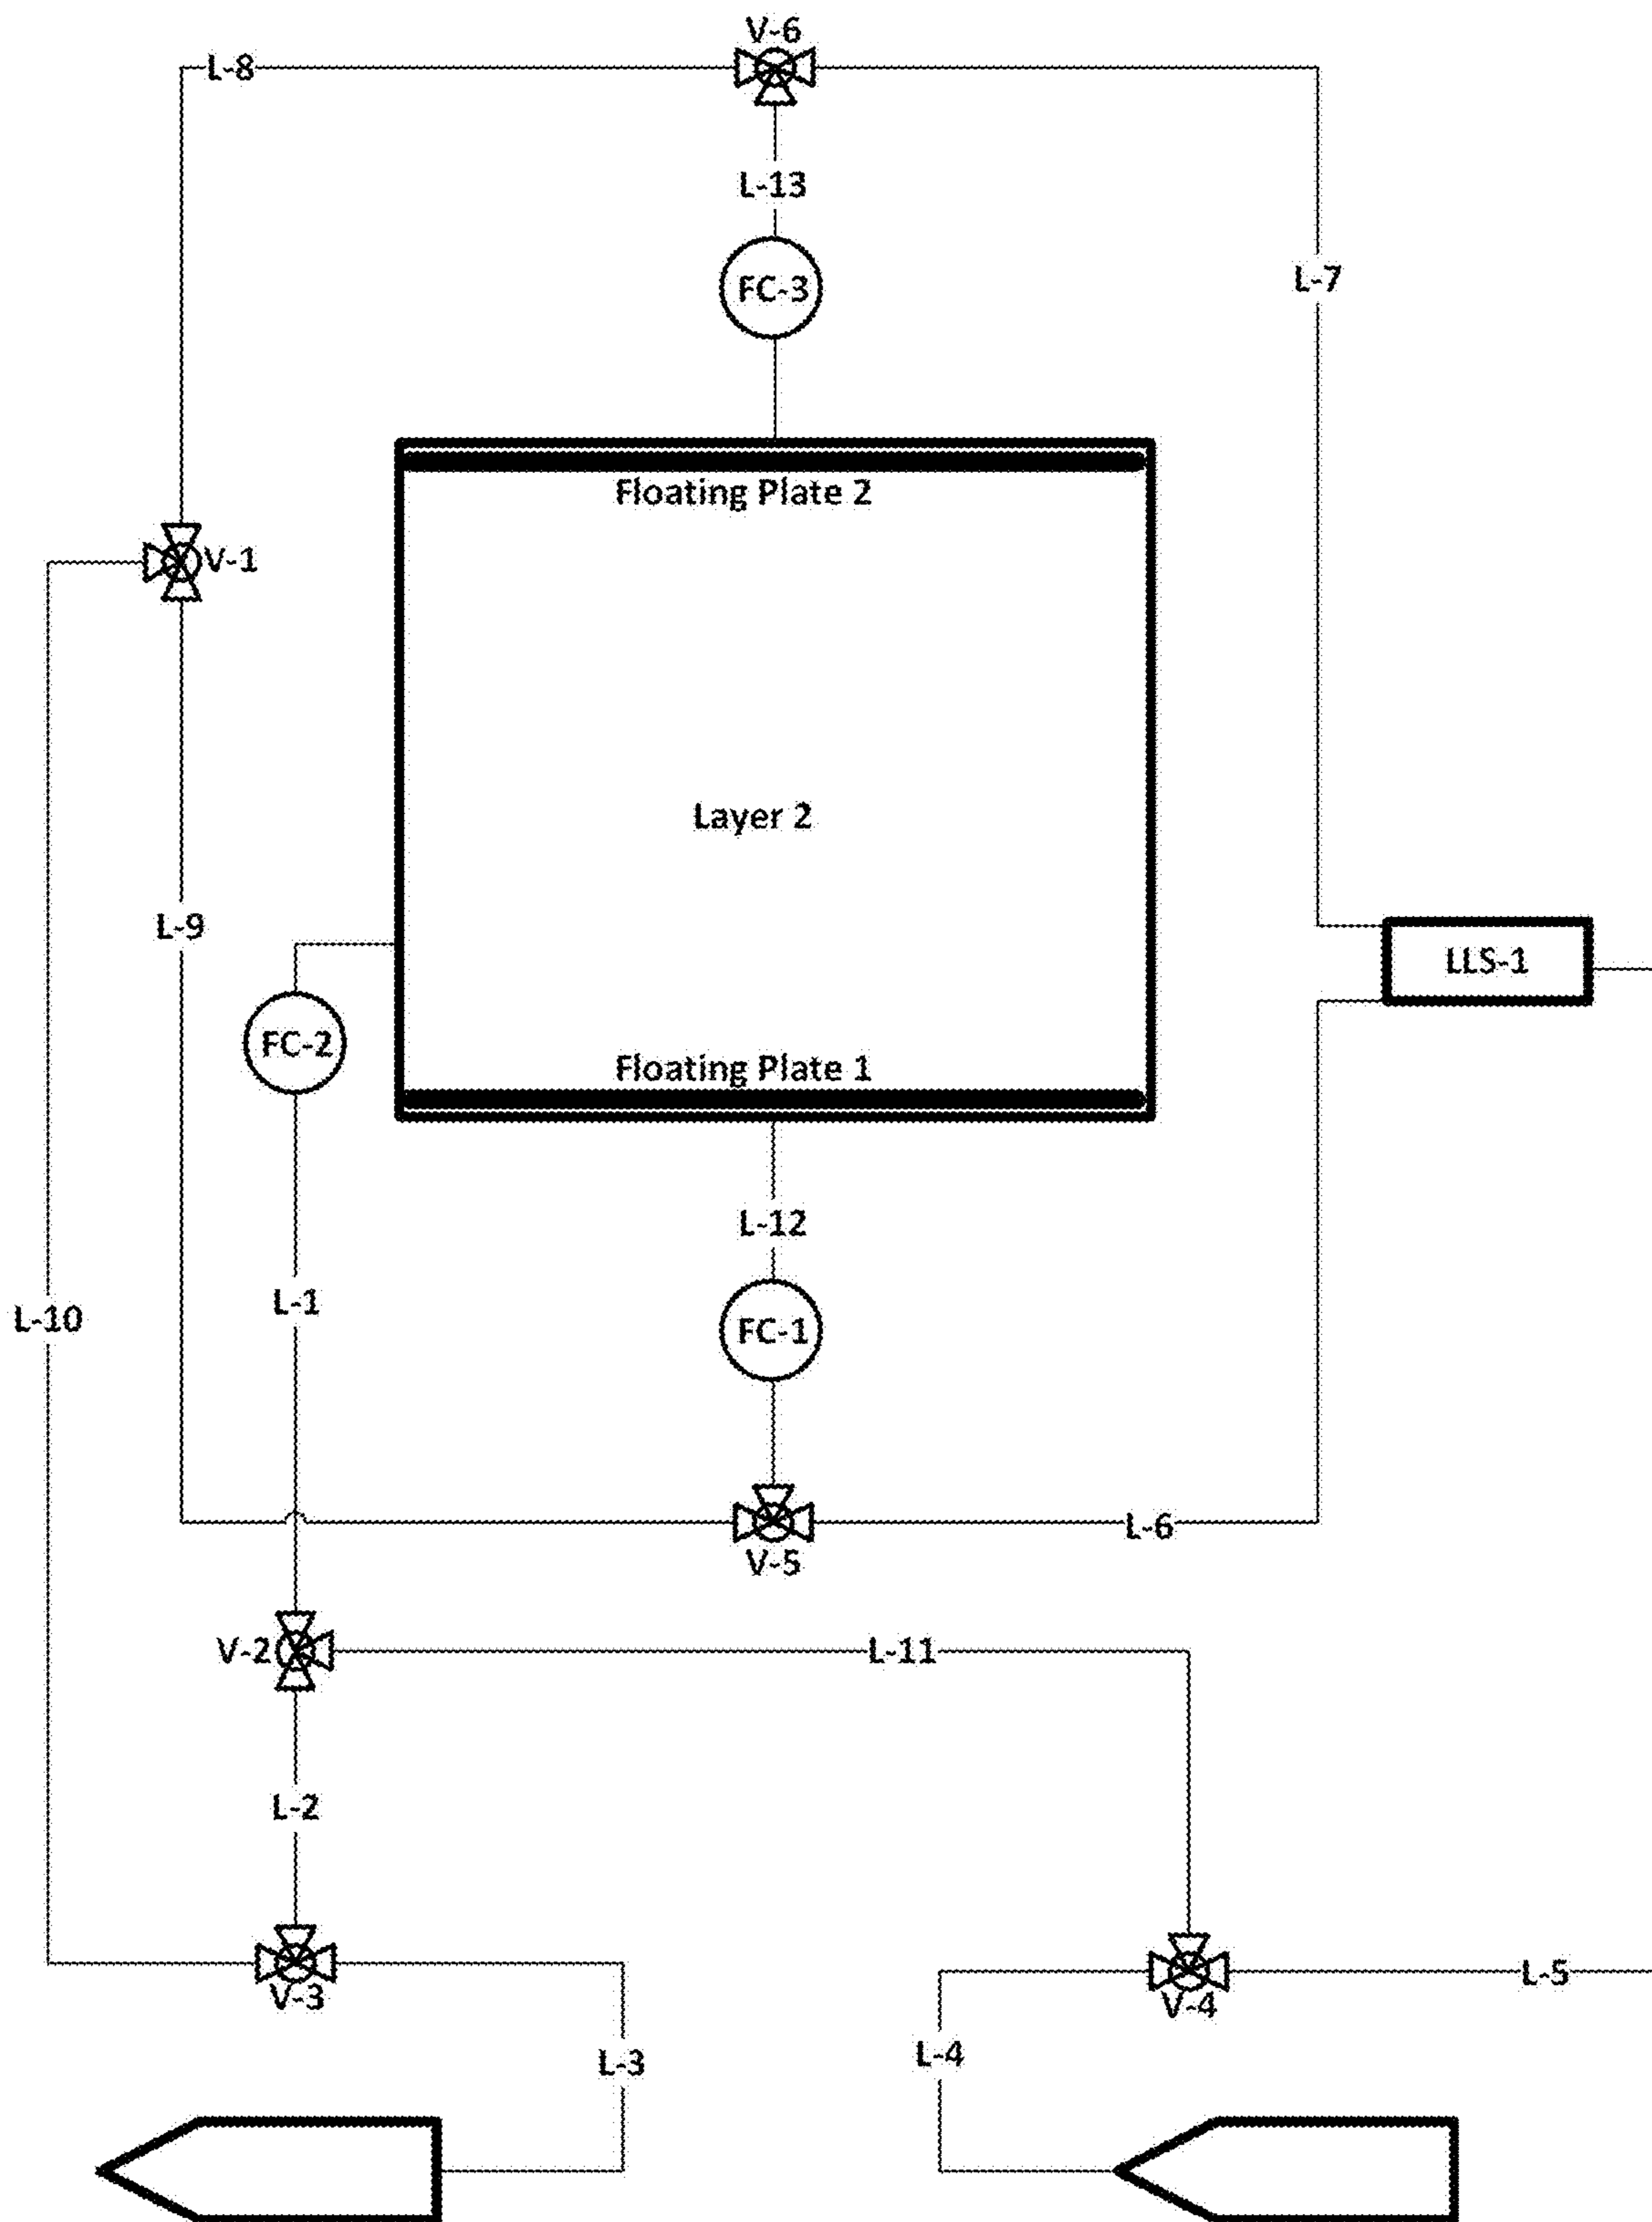 V-6
L-8
L-13
L-7
FC-3
Floating Plate 2
V-1
Layer 2
L-9
LLS-1
FC-2
Floating Plate 1
L-12
L-1
L-10
FC-1
L-6
V-5
V-2
L-11
L-2
L-5
V-3
V-4
L-4
L-3